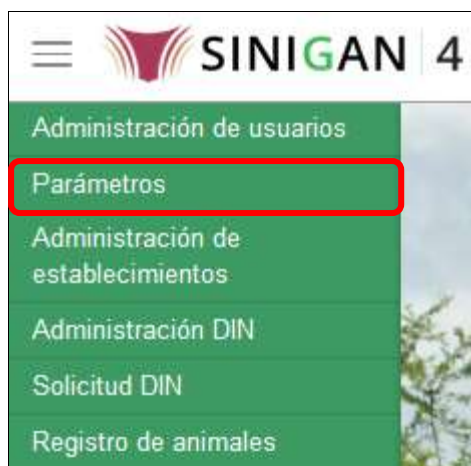 SINIGAN 4
Administración de usuarios
Parámetros
Administración de
establecimientos
Administración DIN
Solicitud DIN
Registro de animales